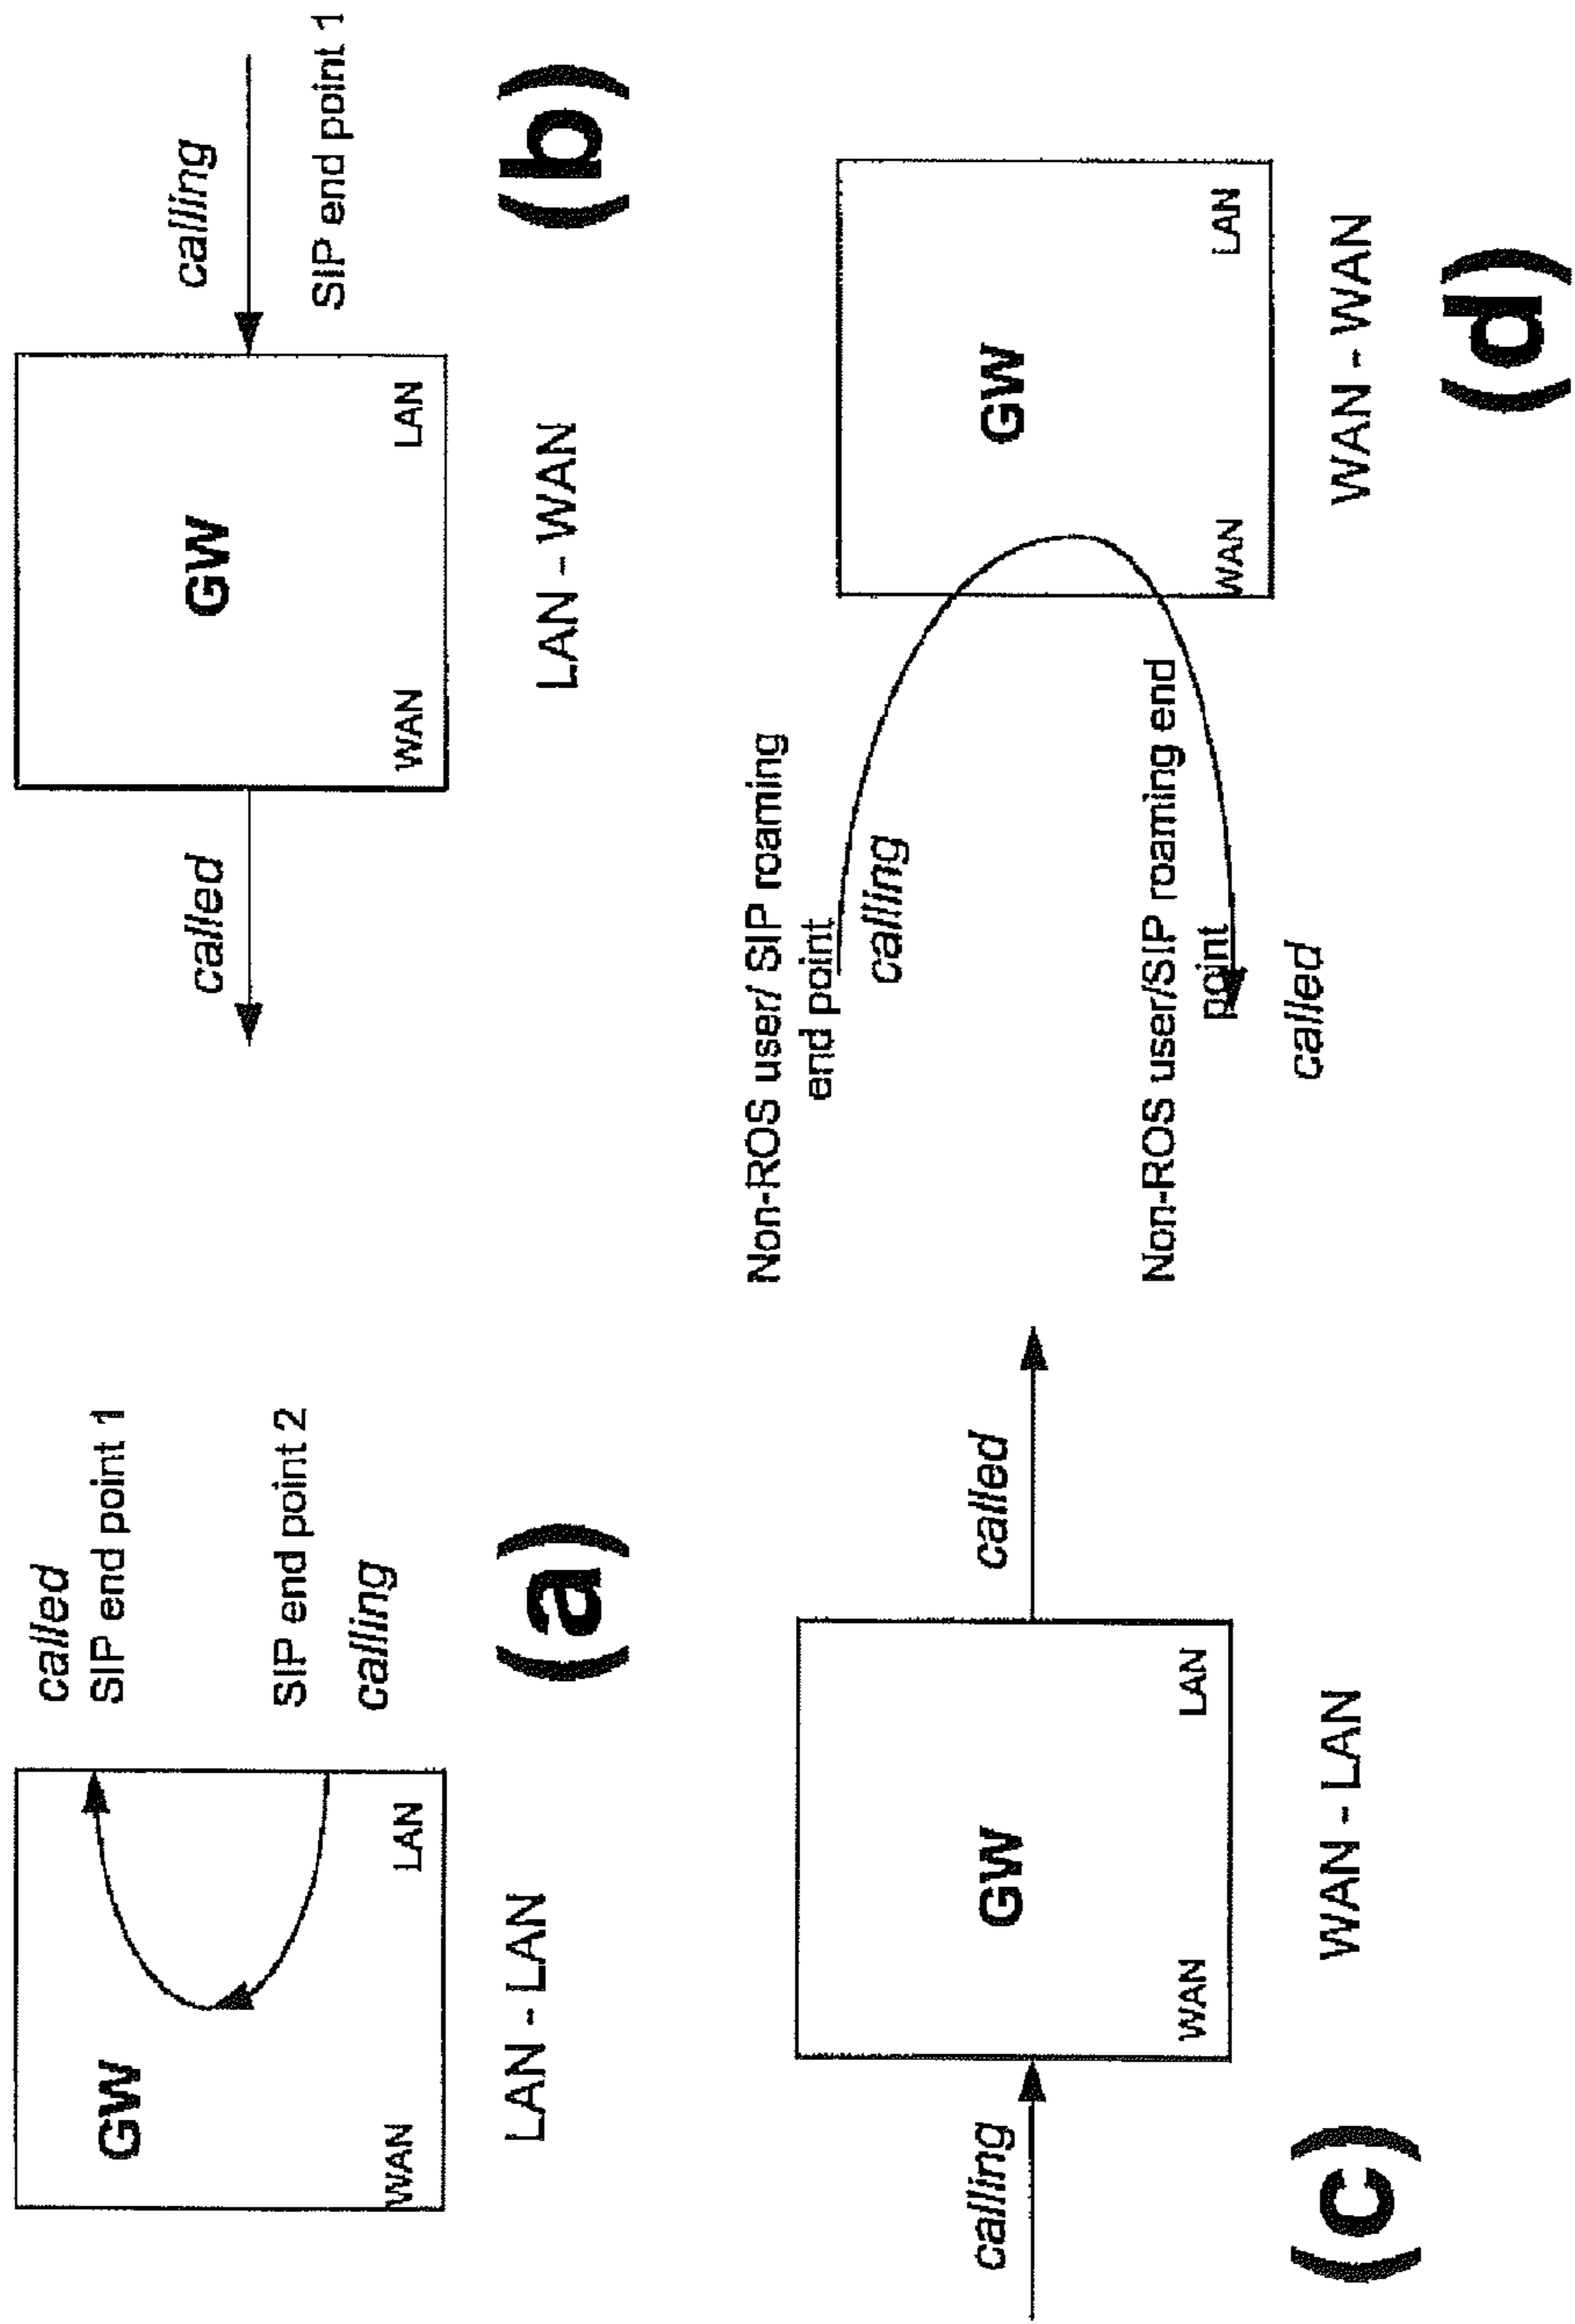 called
SIP end point 1
GW
SIP end point 2
calling
WAN
LAN
LAN - LAN
(a)
called
GW
calling
SIP end point 1
WAN
LAN
LAN - WAN
(b)
calling
GW
called
WAN
LAN
WAN - LAN
(c)
Non-ROS user/ SIP roaming
end point
calling
GW
Non-ROS user/SIP roaming end
point
called
WAN
LAN
WAN - WAN
(d)